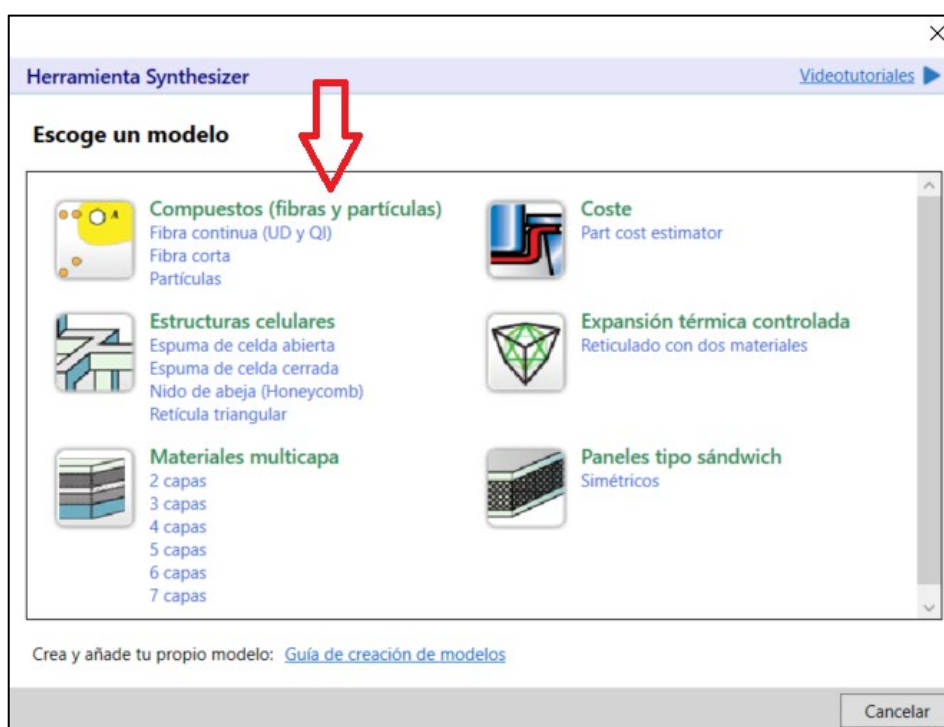 Herramienta Synthesizer
Videotutoriales
Escoge un modelo
Compuestos (fibras y partículas)
Fibra continua (UD y QI)
Fibra corta
Partículas
Coste
Part cost estimator
Estructuras celulares
Espuma de celda abierta
Espuma de celda cerrada
Nido de abeja (Honeycomb)
Retícula triangular
Expansión térmica controlada
Reticulado con dos materiales
Materiales multicapa
2 capas
3 capas
4 capas
5 capas
6 capas
7 capas
Paneles tipo sándwich
Simétricos
Crea y añade tu propio modelo: Guía de creación de modelos
Cancelar